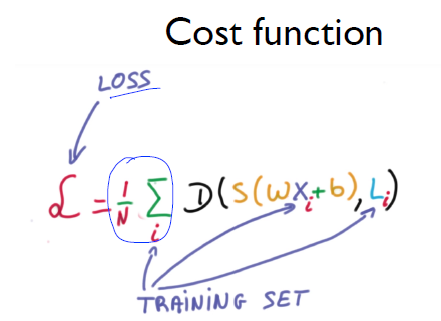 Cost function
LOSS
ℒ = 1/N Σ_i D(S(WX_i+b), L_i)
TRAINING SET